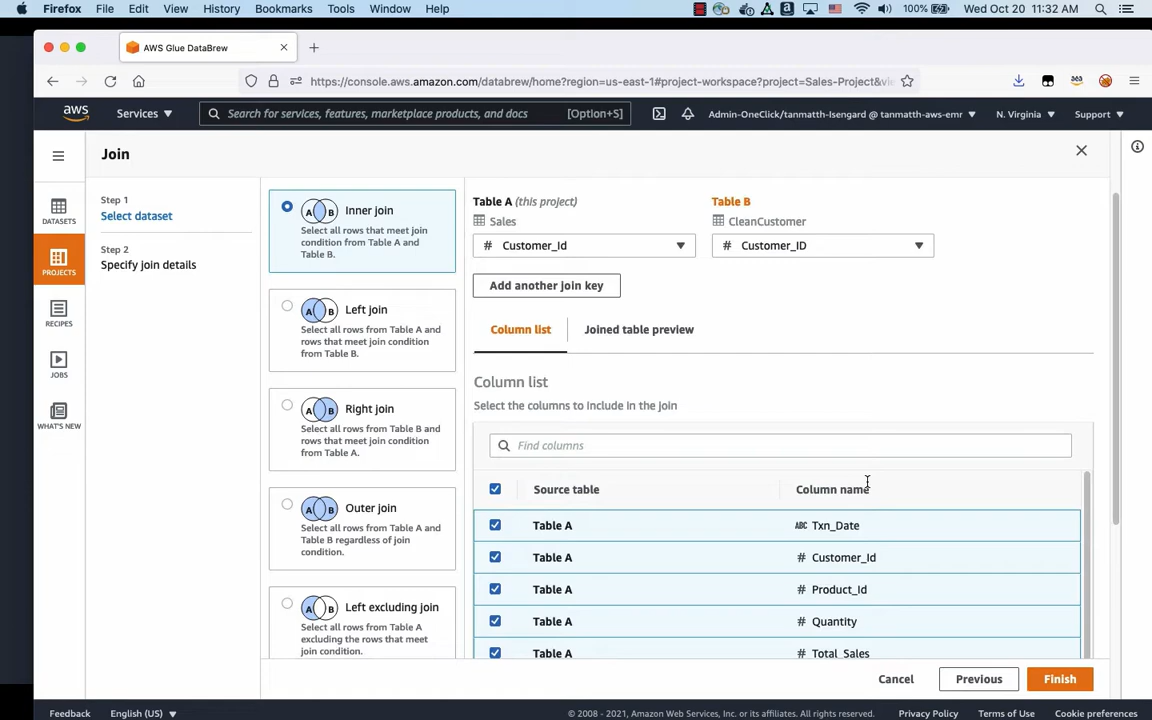 Firefox File Edit View History Bookmarks Tools Window Help 100% Wed Oct 20 11:32 AM
AWS Glue DataBrew
https://console.aws.amazon.com/databrew/home?region=us-east-1#project-workspace?project=Sales-Project&vi
aws Services Search for services, features, marketplace products, and docs [Option+S] Admin-OneClick/tanmatth-Isengard @ tanmatth-aws-emr N. Virginia Support
Join
DATASETS
PROJECTS
RECIPES
JOBS
WHAT'S NEW
Step 1
Select dataset
Step 2
Specify join details
A B Inner join
Select all rows that meet join
condition from Table A and
Table B.
A B Left join
Select all rows from Table A and
rows that meet join condition
from Table B.
A B Right join
Select all rows from Table B and
rows that meet join condition
from Table A.
A B Outer join
Select all rows from Table A and
Table B regardless of join
condition.
A B Left excluding join
Select all rows from Table A
excluding the rows that meet
join condition.
Table A (this project) Table B
Sales CleanCustomer
# Customer_Id # Customer_ID
Add another join key
Column list Joined table preview
Column list
Select the columns to include in the join
Find columns
Source table Column name
Table A ABC Txn_Date
Table A # Customer_Id
Table A # Product_Id
Table A # Quantity
Table A # Total_Sales
Cancel Previous Finish
Feedback English (US) © 2008 - 2021, Amazon Web Services, Inc. or its affiliates. All rights reserved. Privacy Policy Terms of Use Cookie preferences